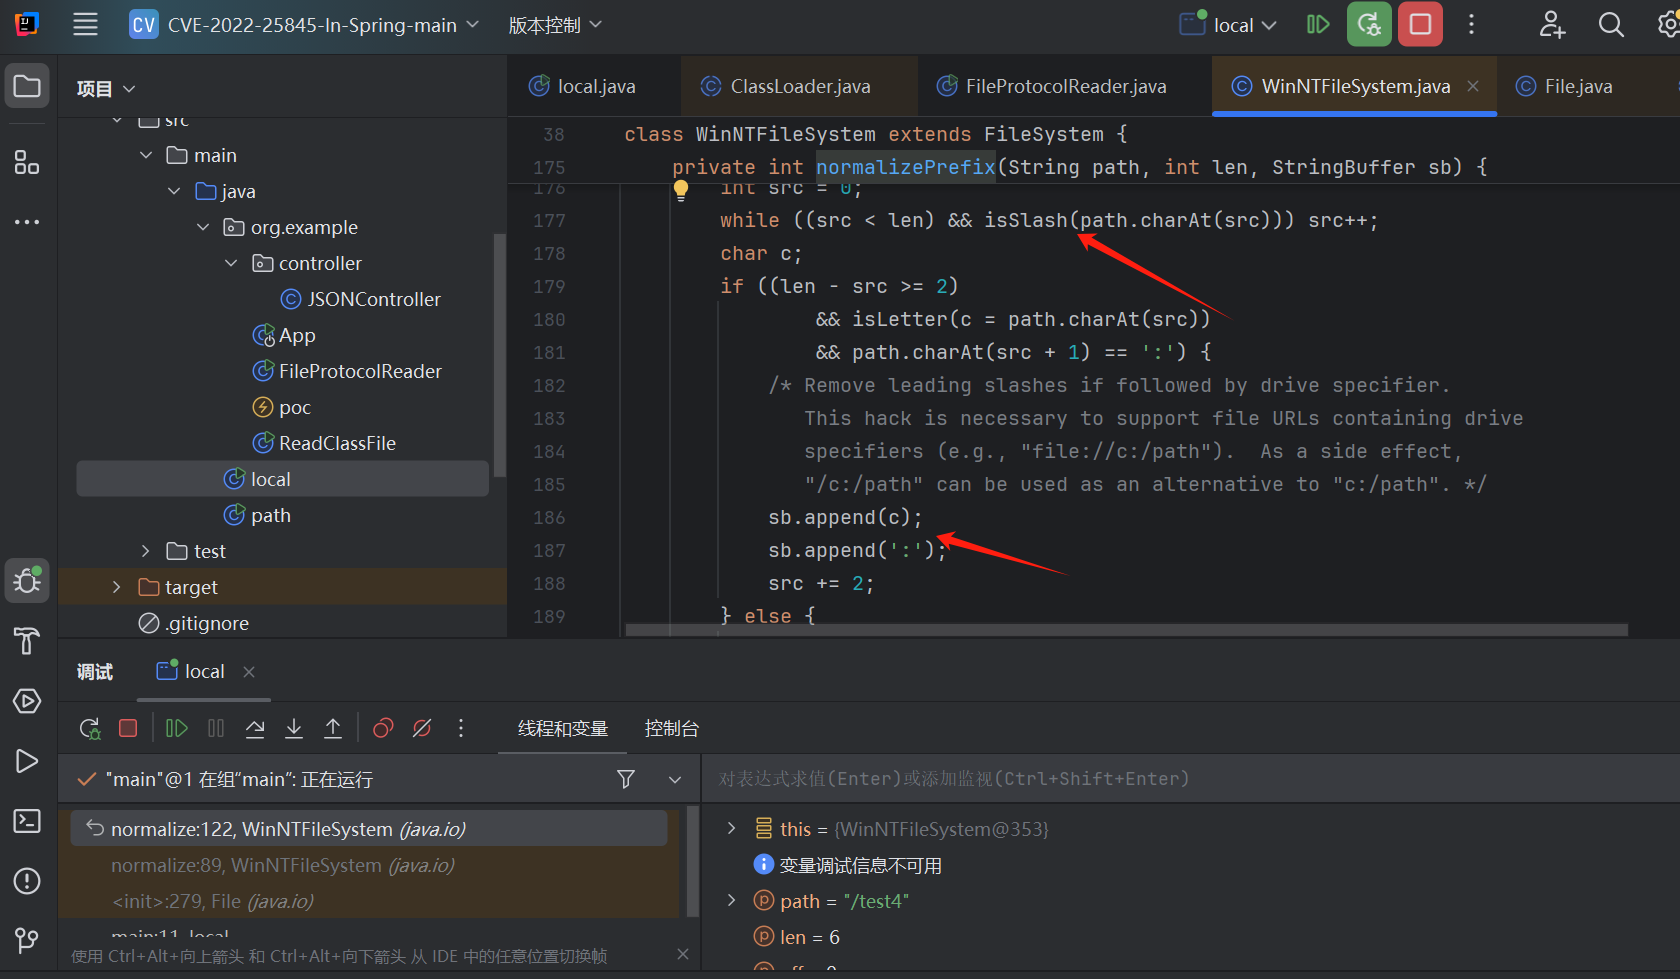 CV CVE-2022-25845-In-Spring-main 版本控制 local
项目
local.java ClassLoader.java FileProtocolReader.java WinNTFileSystem.java File.java
src
main
java
org.example
controller
JSONController
App
FileProtocolReader
poc
ReadClassFile
local
path
test
target
.gitignore
38 class WinNTFileSystem extends FileSystem {
175 private int normalizePrefix(String path, int len, StringBuffer sb) {
176 int src = 0;
177 while ((src < len) && isSlash(path.charAt(src))) src++;
178 char c;
179 if ((len - src >= 2)
180 && isLetter(c = path.charAt(src))
181 && path.charAt(src + 1) == ':') {
182 /* Remove leading slashes if followed by drive specifier.
183 This hack is necessary to support file URLs containing drive
184 specifiers (e.g., "file://c:/path"). As a side effect,
185 "/c:/path" can be used as an alternative to "c:/path". */
186 sb.append(c);
187 sb.append(':');
188 src += 2;
189 } else {
调试 local
线程和变量 控制台
"main"@1 在组"main": 正在运行
对表达式求值(Enter)或添加监视(Ctrl+Shift+Enter)
normalize:122, WinNTFileSystem (java.io)
normalize:89, WinNTFileSystem (java.io)
<init>:279, File (java.io)
main:11, local
使用 Ctrl+Alt+向上箭头 和 Ctrl+Alt+向下箭头 从 IDE 中的任意位置切换帧
this = {WinNTFileSystem@353}
变量调试信息不可用
path = "/test4"
len = 6